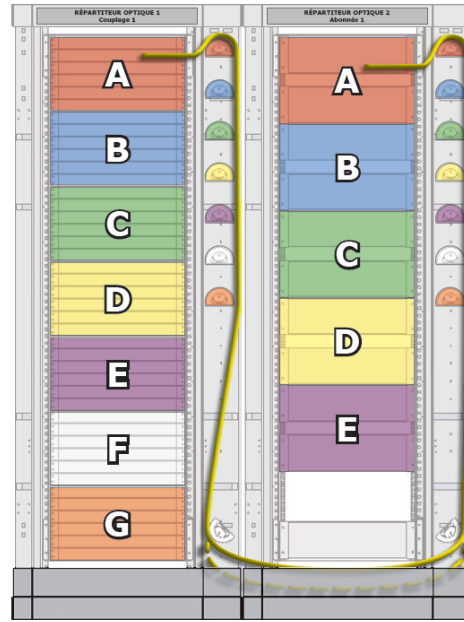 RÉPARTITEUR OPTIQUE 1
Couplage 1
A
B
C
D
E
F
G
RÉPARTITEUR OPTIQUE 2
Abonnés 1
A
B
C
D
E